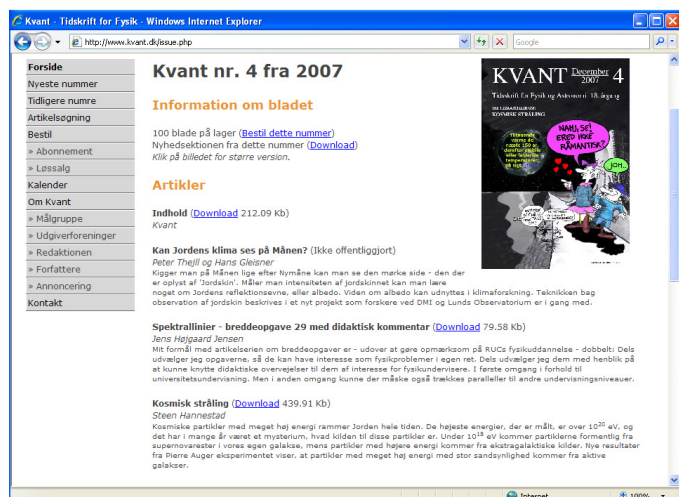 Kvant - Tidskrift for Fysik - Windows Internet Explorer
http://www.kvant.dk/issue.php
Google
Forside
Nyeste nummer
Tidligere numre
Artikelsøgning
Bestil
» Abonnement
» Løssalg
Kalender
Om Kvant
» Målgruppe
» Udgiverforeninger
» Redaktionen
» Forfattere
» Annoncering
Kontakt
Kvant nr. 4 fra 2007
Information om bladet
100 blade på lager (Bestil dette nummer)
Nyhedsektionen fra dette nummer (Download)
Klik på billedet for større version.
Artikler
Indhold (Download 212.09 Kb)
Kvant
Kan Jordens klima ses på Månen? (Ikke offentliggjort)
Peter Thejll og Hans Gleisner
Kigger man på Månen lige efter Nymåne kan man se den mørke side - den der
er oplyst af 'Jordskin'. Måler man intensiteten af jordskinnet kan man lære
noget om Jordens reflektionsevne, eller albedo. Viden om albedo kan udnyttes i klimaforskning. Teknikken bag
observation af jordskin beskrives i et nyt projekt som forskere ved DMI og Lunds Observatorium er i gang med.
Spektrallinier - breddeopgave 29 med didaktisk kommentar (Download 79.58 Kb)
Jens Højgaard Jensen
Mit formål med artikelserien om breddeopgaver er - udover at gøre opmærksom på RUCs fysikuddannelse - dobbelt: Dels
udvælger jeg opgaverne, så de kan have interesse som fysikproblemer i egen ret. Dels udvælger jeg dem med henblik på
at kunne knytte didaktiske overvejelser til dem af interesse for fysikundervisere. I første omgang i forhold til
universitetsundervisning. Men i anden omgang kunne der måske også trækkes paralleller til andre undervisningsniveauer.
Kosmisk stråling (Download 439.91 Kb)
Steen Hannestad
Kosmiske partikler med meget høj energi rammer Jorden hele tiden. De højeste energier, der er målt, er over 10²⁰ eV, og
det har i mange år været et mysterium, hvad kilden til disse partikler er. Under 10¹⁸ eV kommer partiklerne formentlig fra
supernovarester i vores egen galakse, mens partikler med højere energi kommer fra ekstragalaktiske kilder. Nye resultater
fra Pierre Auger eksperimentet viser, at partikler med meget høj energi med stor sandsynlighed kommer fra aktive
galakser.
KVANT December 2007 4
Tidsskrift for Fysik og Astronomi 18. årgang
KOSMISK STRÅLING
NAHJ, SE!
ERED IKKE
RÅMANTISK?
JOH...
Internet
100%